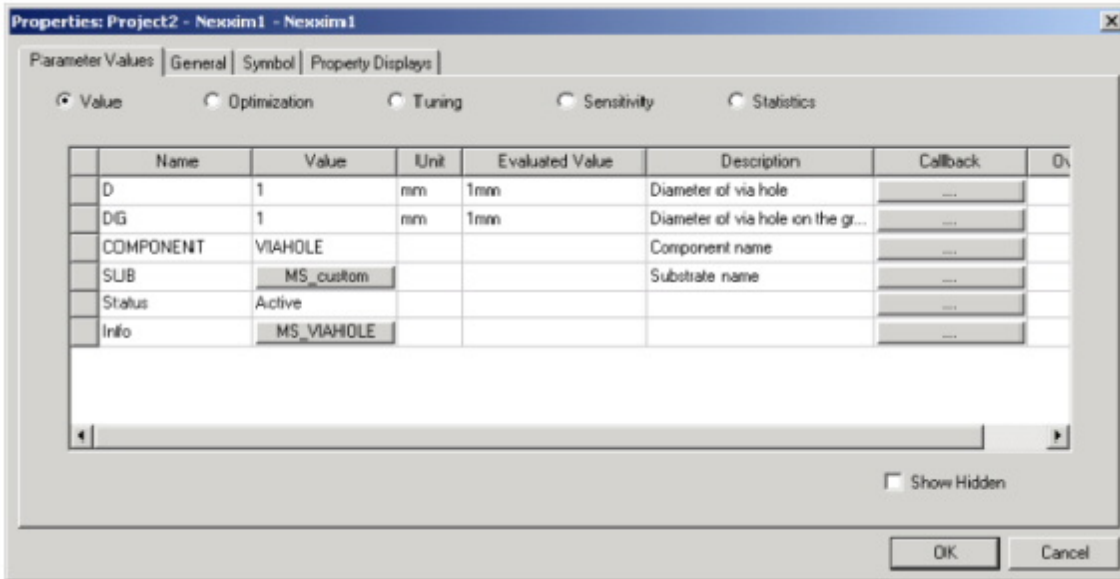 Properties: Project2 - Nexxim1 - Nexxim1
Parameter Values General Symbol Property Displays
Value Optimization Tuning Sensitivity Statistics
Name Value Unit Evaluated Value Description Callback Ov
D 1 mm 1mm Diameter of via hole ...
DG 1 mm 1mm Diameter of via hole on the gr... ...
COMPONENT VIAHOLE Component name ...
SUB MS_custom Substrate name ...
Status Active ...
Info MS_VIAHOLE ...
Show Hidden
OK Cancel